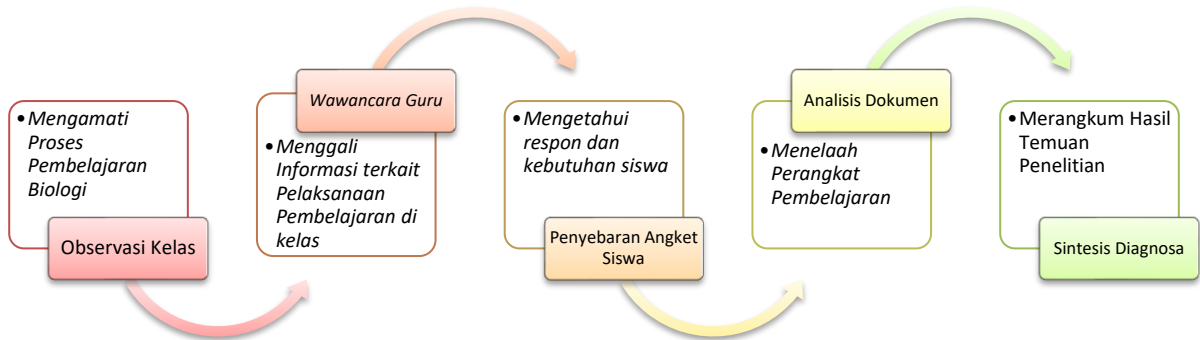 • Mengamati
Proses
Pembelajaran
Biologi
Observasi Kelas
Wawancara Guru
• Menggali
Informasi terkait
Pelaksanaan
Pembelajaran di
kelas
• Mengetahui
respon dan
kebutuhan siswa
Penyebaran Angket
Siswa
Analisis Dokumen
• Menelaah
Perangkat
Pembelajaran
• Merangkum Hasil
Temuan
Penelitian
Sintesis Diagnosa